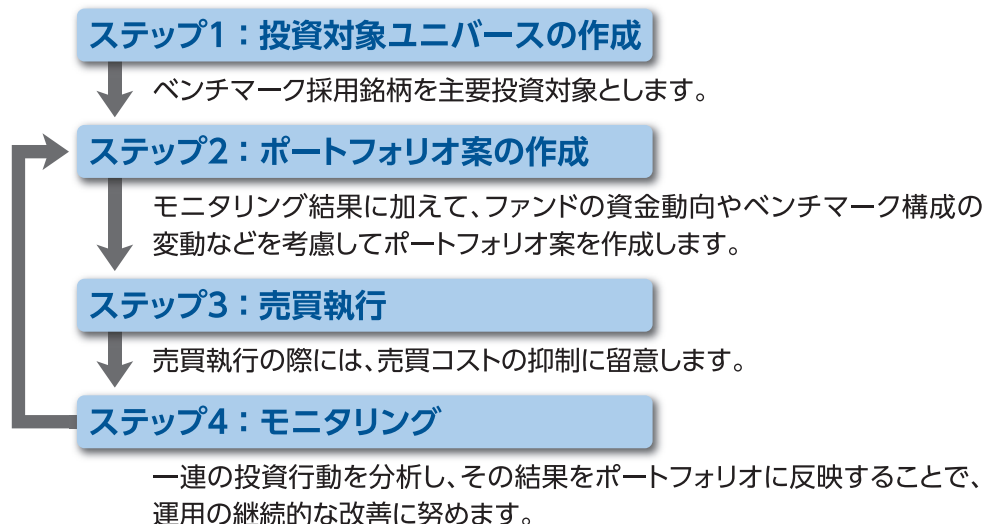 ステップ1：投資対象ユニバースの作成
ベンチマーク採用銘柄を主要投資対象とします。
ステップ2：ポートフォリオ案の作成
モニタリング結果に加えて、ファンドの資金動向やベンチマーク構成の
変動などを考慮してポートフォリオ案を作成します。
ステップ3：売買執行
売買執行の際には、売買コストの抑制に留意します。
ステップ4：モニタリング
一連の投資行動を分析し、その結果をポートフォリオに反映することで、
運用の継続的な改善に努めます。